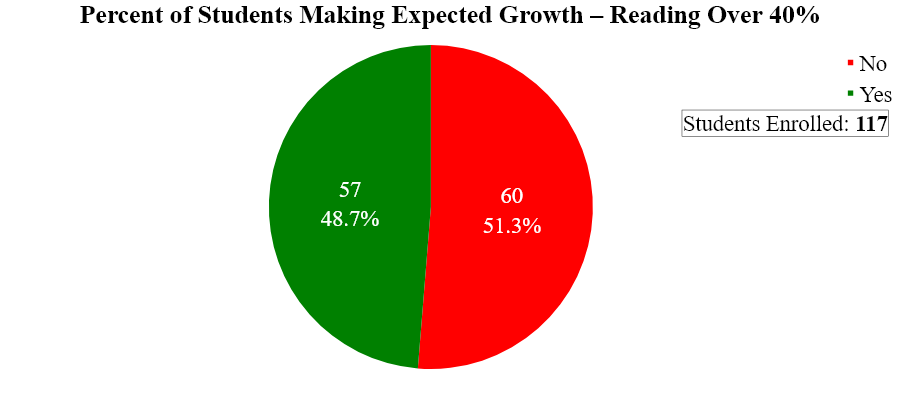 Percent of Students Making Expected Growth – Reading Over 40%
No
Yes
Students Enrolled: 117
57
48.7%
60
51.3%